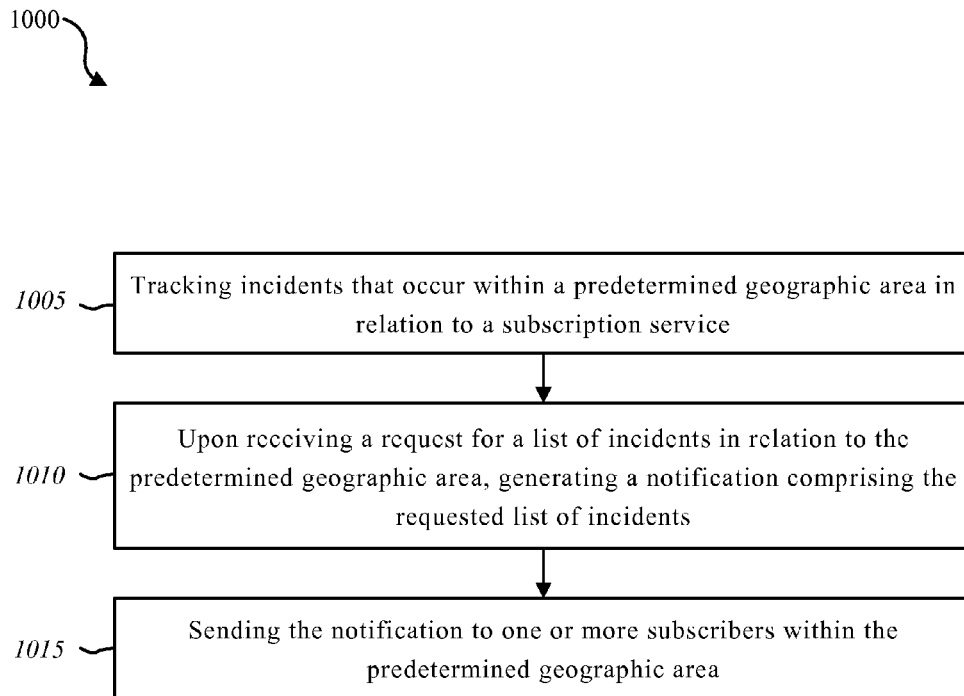 1000
1005
Tracking incidents that occur within a predetermined geographic area in
relation to a subscription service
1010
Upon receiving a request for a list of incidents in relation to the
predetermined geographic area, generating a notification comprising the
requested list of incidents
1015
Sending the notification to one or more subscribers within the
predetermined geographic area